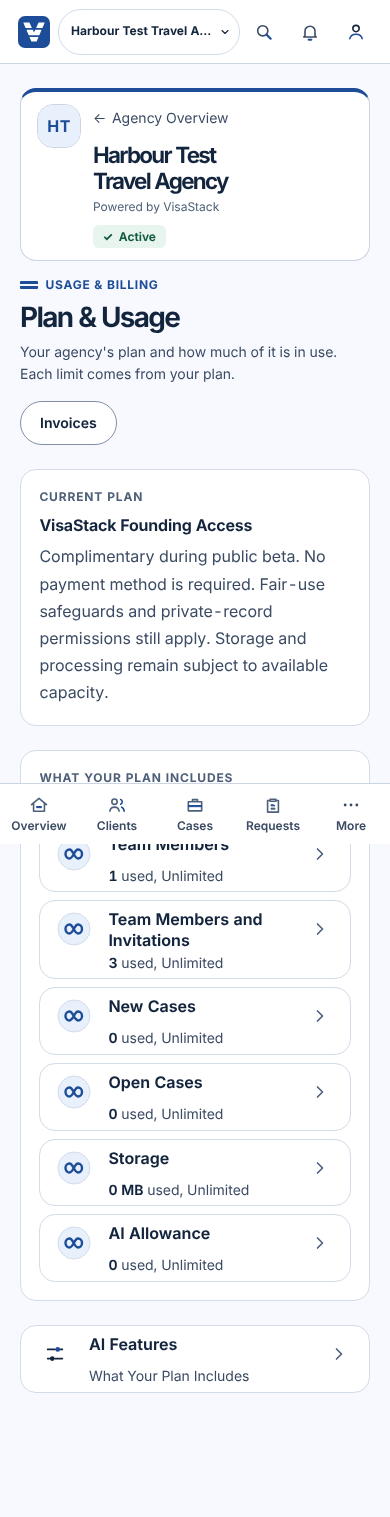 Harbour Test Travel A...
HT
← Agency Overview
Harbour Test
Travel Agency
Powered by VisaStack
✓ Active
USAGE & BILLING
Plan & Usage
Your agency's plan and how much of it is in use.
Each limit comes from your plan.
Invoices
CURRENT PLAN
VisaStack Founding Access
Complimentary during public beta. No
payment method is required. Fair-use
safeguards and private-record
permissions still apply. Storage and
processing remain subject to available
capacity.
WHAT YOUR PLAN INCLUDES
Overview
Clients
Cases
Requests
More
Team Members
1 used, Unlimited
Team Members and
Invitations
3 used, Unlimited
New Cases
0 used, Unlimited
Open Cases
0 used, Unlimited
Storage
0 MB used, Unlimited
AI Allowance
0 used, Unlimited
AI Features
What Your Plan Includes